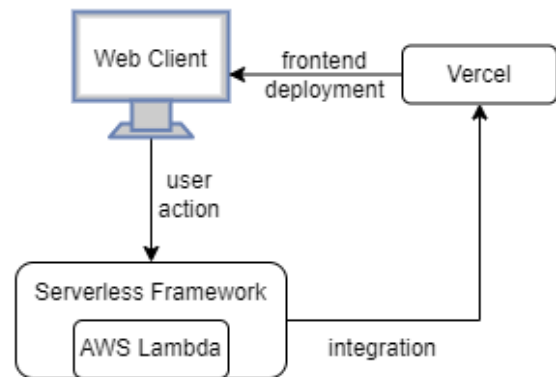 Web Client
frontend
deployment
Vercel
user
action
Serverless Framework
AWS Lambda
integration